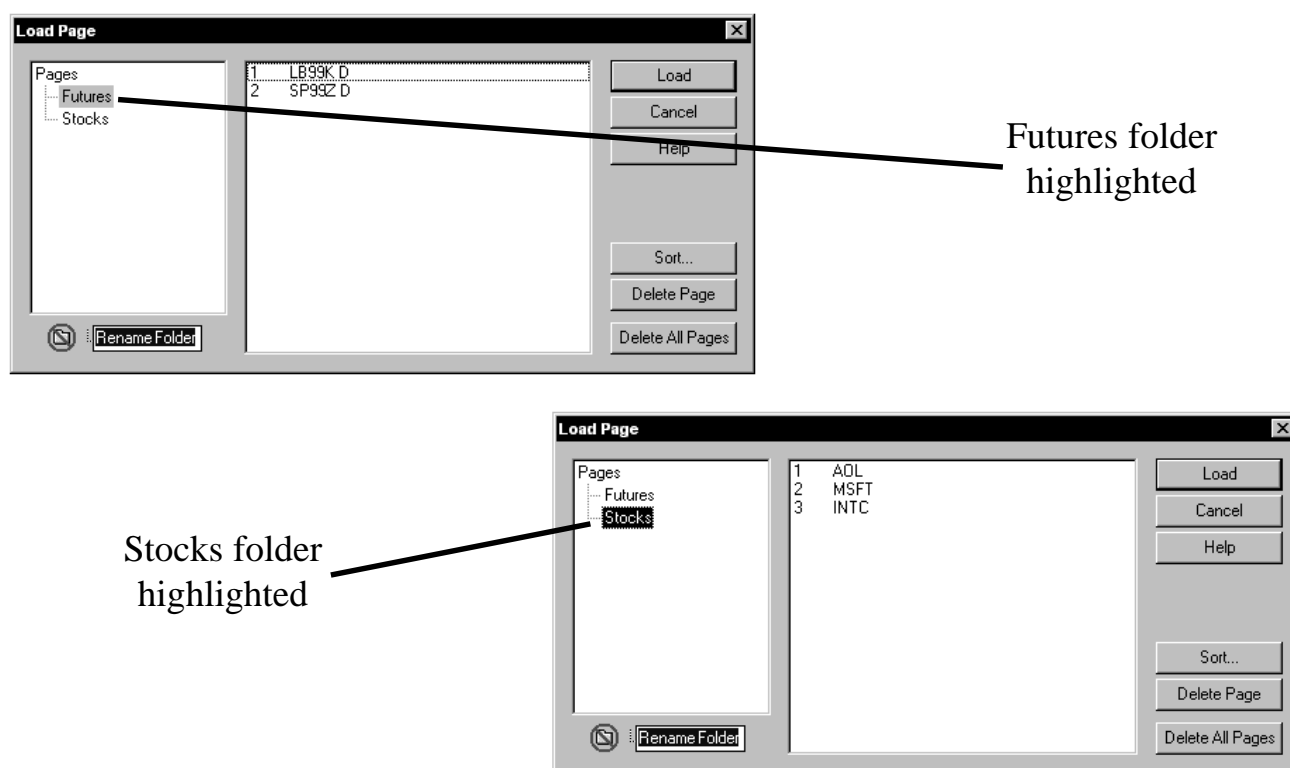 Load Page
Pages
Futures
Stocks
1 LB99K D
2 SP99Z D
Load
Cancel
Help
Sort...
Delete Page
Delete All Pages
Rename Folder
Futures folder
highlighted
Load Page
Pages
Futures
Stocks
1 AOL
2 MSFT
3 INTC
Load
Cancel
Help
Sort...
Delete Page
Delete All Pages
Rename Folder
Stocks folder
highlighted